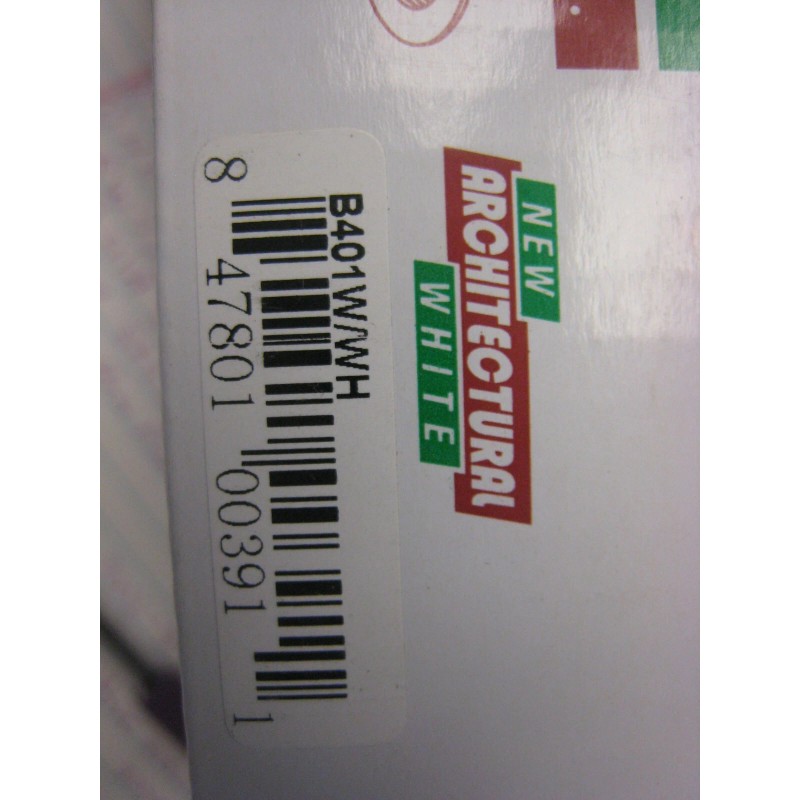 B401W/WH
8 47801 00391 1
NEW
ARCHITECTURAL
WHITE